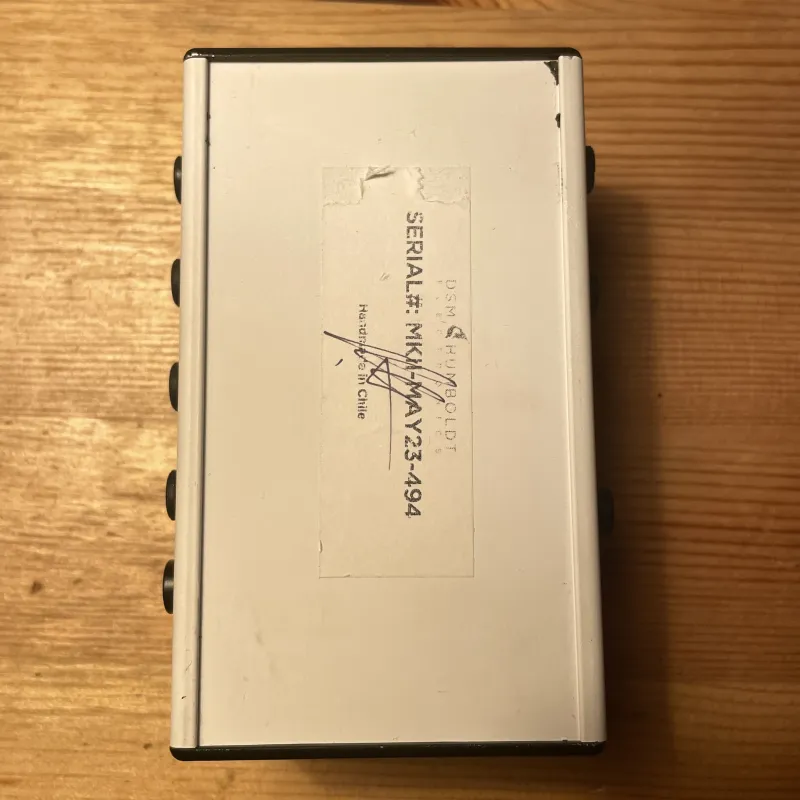 DSM & HUMBOLDT
SERIAL#: MKII-MAY23-494
Handmade in Chile